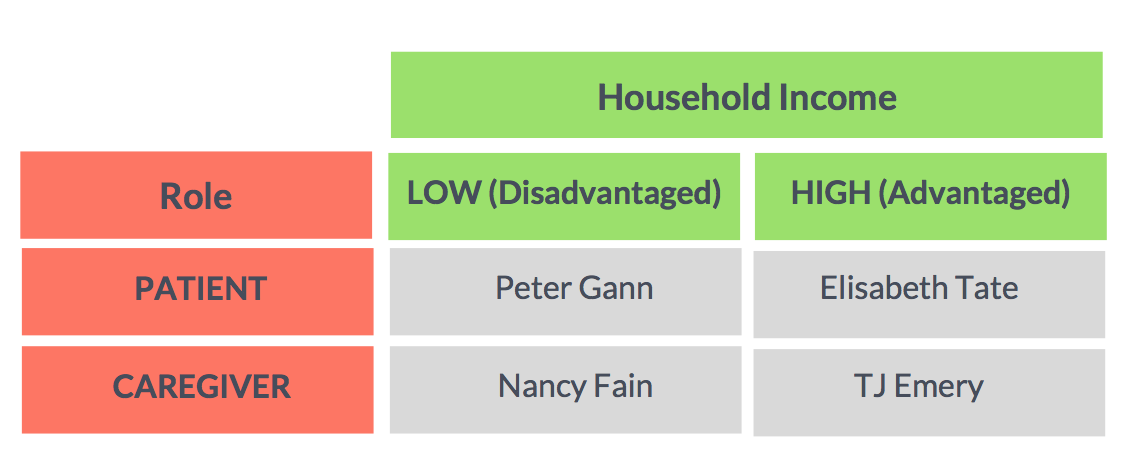 Household Income
Role
LOW (Disadvantaged)
HIGH (Advantaged)
PATIENT
Peter Gann
Elisabeth Tate
CAREGIVER
Nancy Fain
TJ Emery